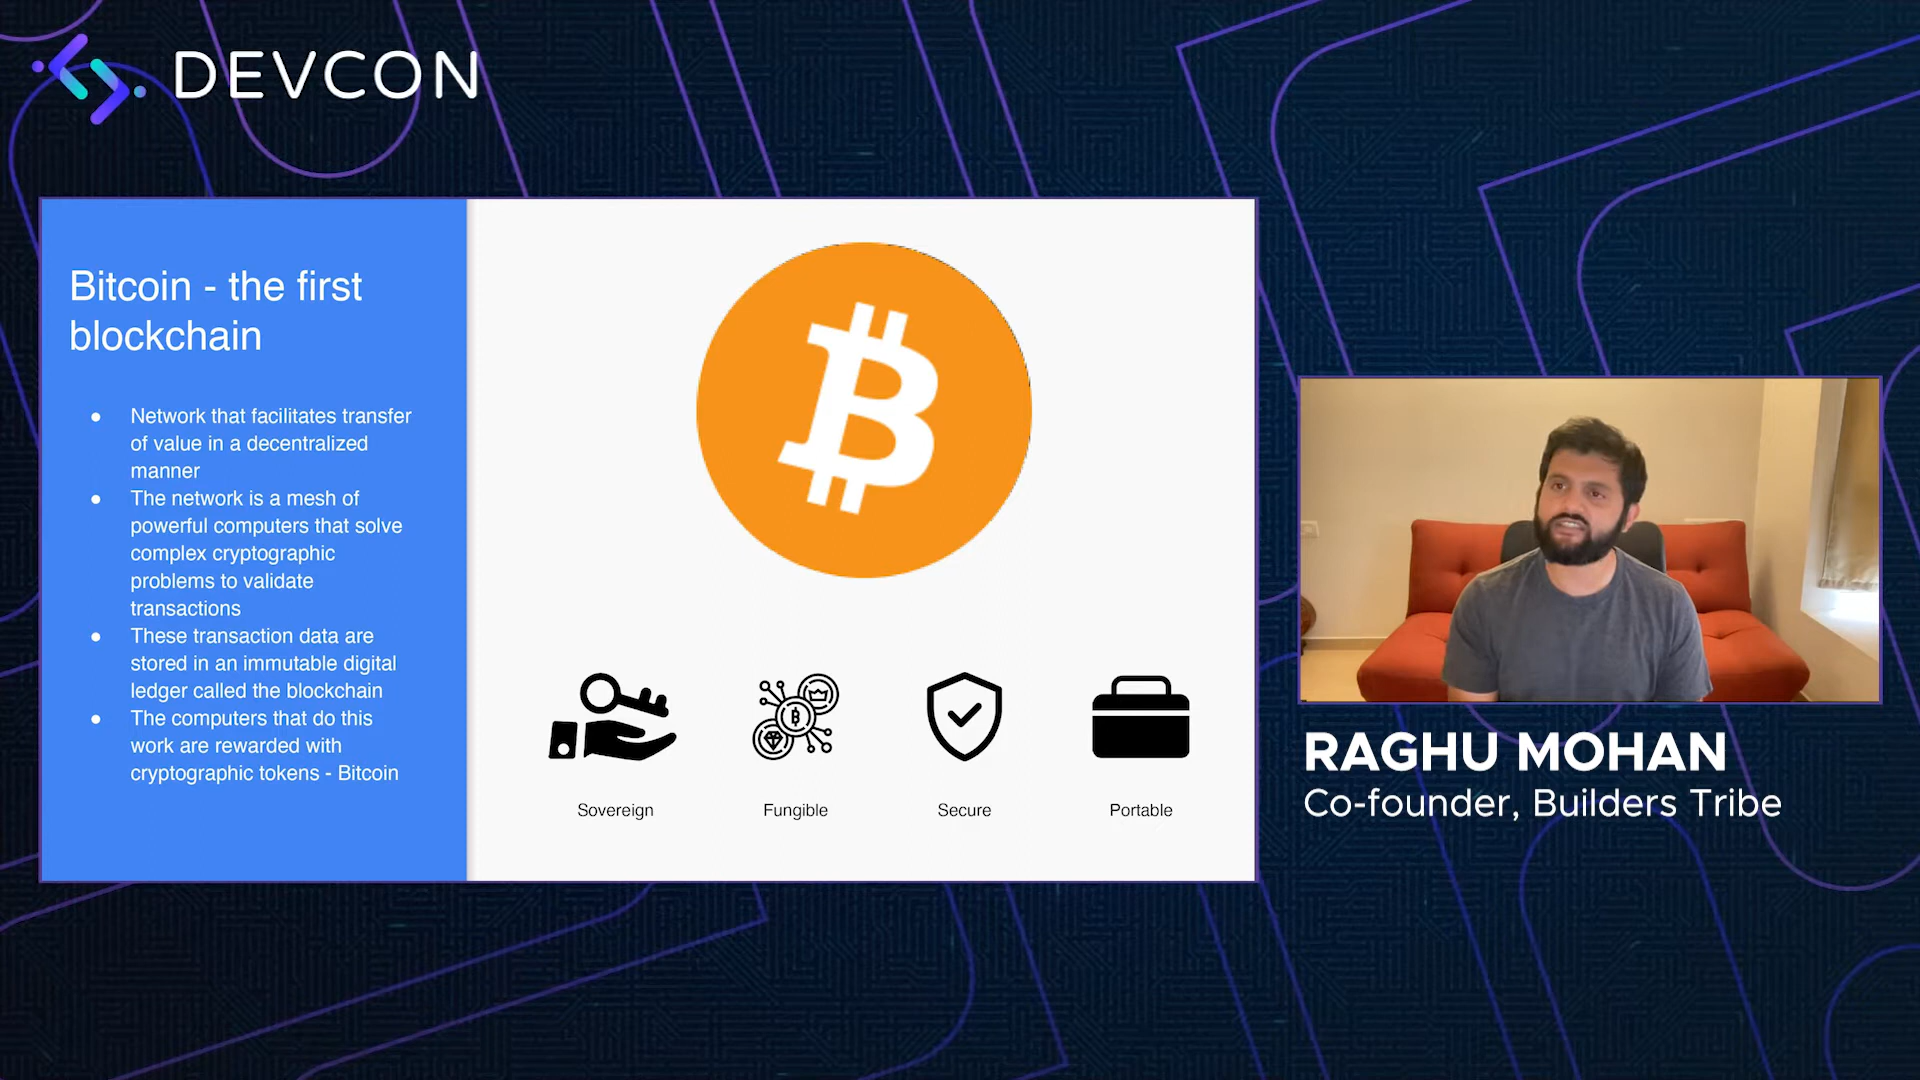 DEVCON
Bitcoin - the first
blockchain
● Network that facilitates transfer
of value in a decentralized
manner
● The network is a mesh of
powerful computers that solve
complex cryptographic
problems to validate
transactions
● These transaction data are
stored in an immutable digital
ledger called the blockchain
● The computers that do this
work are rewarded with
cryptographic tokens - Bitcoin
Sovereign
Fungible
Secure
Portable
RAGHU MOHAN
Co-founder, Builders Tribe